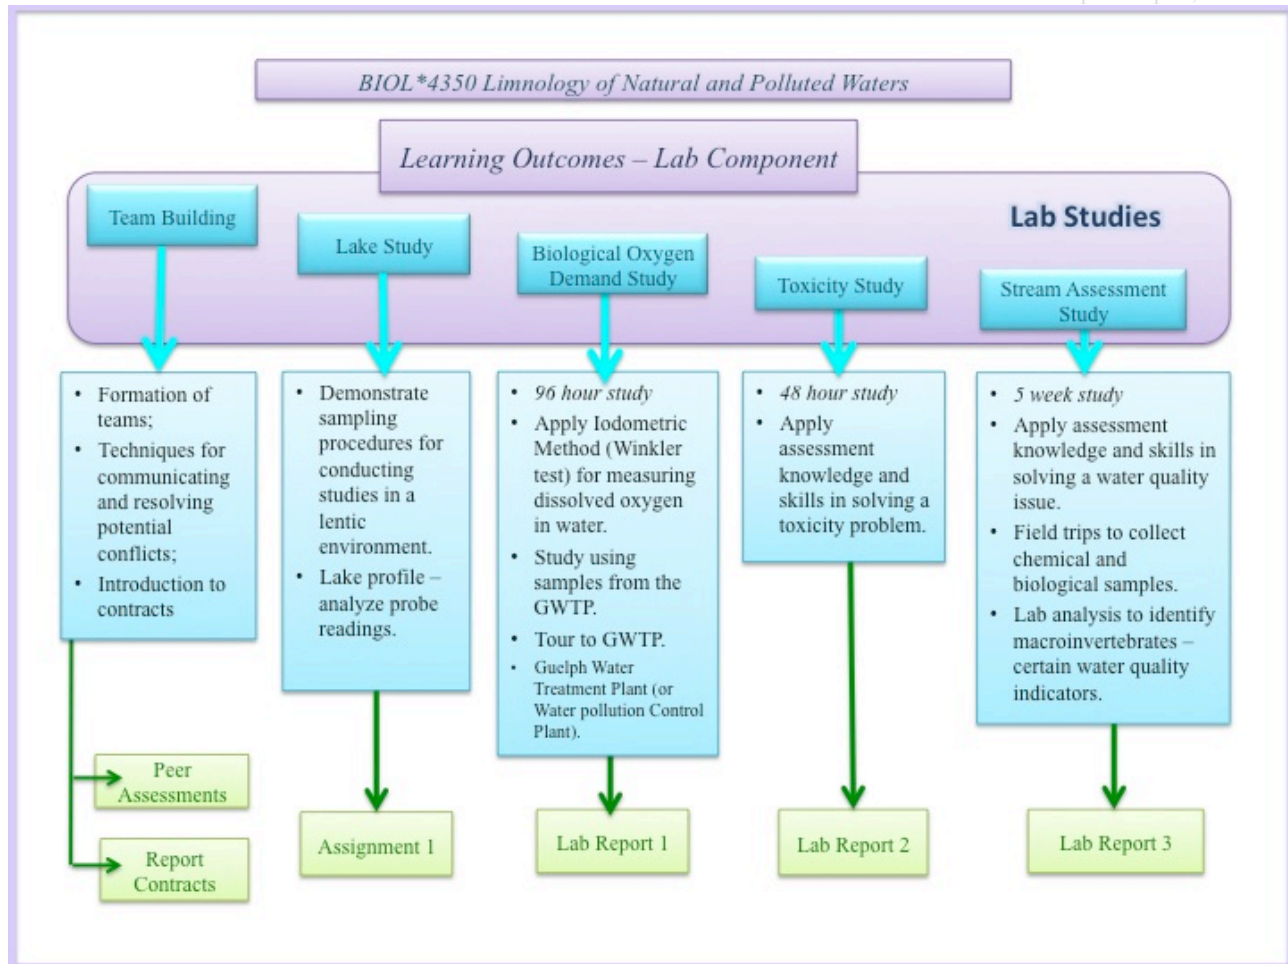 BIOL*4350 Limnology of Natural and Polluted Waters
Learning Outcomes – Lab Component
Lab Studies
Team Building
Lake Study
Biological Oxygen
Demand Study
Toxicity Study
Stream Assessment
Study
• Formation of
teams;
• Techniques for
communicating
and resolving
potential
conflicts;
• Introduction to
contracts
• Demonstrate
sampling
procedures for
conducting
studies in a
lentic
environment.
• Lake profile –
analyze probe
readings.
• 96 hour study
• Apply Iodometric
Method (Winkler
test) for measuring
dissolved oxygen
in water.
• Study using
samples from the
GWTP.
• Tour to GWTP.
• Guelph Water
Treatment Plant (or
Water pollution Control
Plant).
• 48 hour study
• Apply
assessment
knowledge and
skills in solving a
toxicity problem.
• 5 week study
• Apply assessment
knowledge and skills in
solving a water quality
issue.
• Field trips to collect
chemical and
biological samples.
• Lab analysis to identify
macroinvertebrates –
certain water quality
indicators.
Peer
Assessments
Report
Contracts
Assignment 1
Lab Report 1
Lab Report 2
Lab Report 3